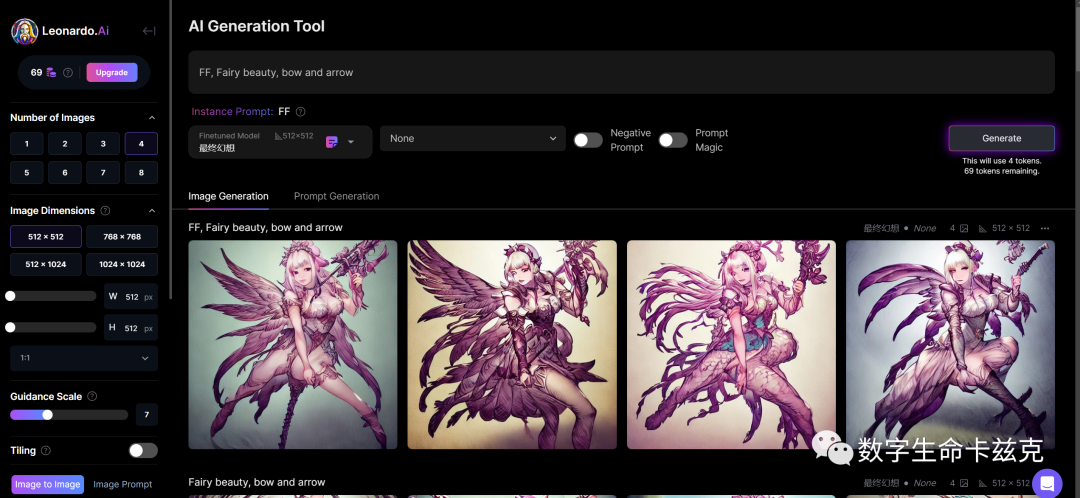 Leonardo.Ai
69
Upgrade
Number of Images
1
2
3
4
5
6
7
8
Image Dimensions
512 × 512
768 × 768
512 × 1024
1024 × 1024
W 512 px
H 512 px
1:1
Guidance Scale
7
Tiling
Image to Image
Image Prompt
AI Generation Tool
FF, Fairy beauty, bow and arrow
Instance Prompt: FF
Finetuned Model 512×512
最终幻想
None
Negative Prompt
Prompt Magic
Generate
This will use 4 tokens.
69 tokens remaining.
Image Generation
Prompt Generation
FF, Fairy beauty, bow and arrow
最终幻想 None 4 512 × 512
数字生命卡兹克
Fairy beauty, bow and arrow
最终幻想 None 4 512 × 512